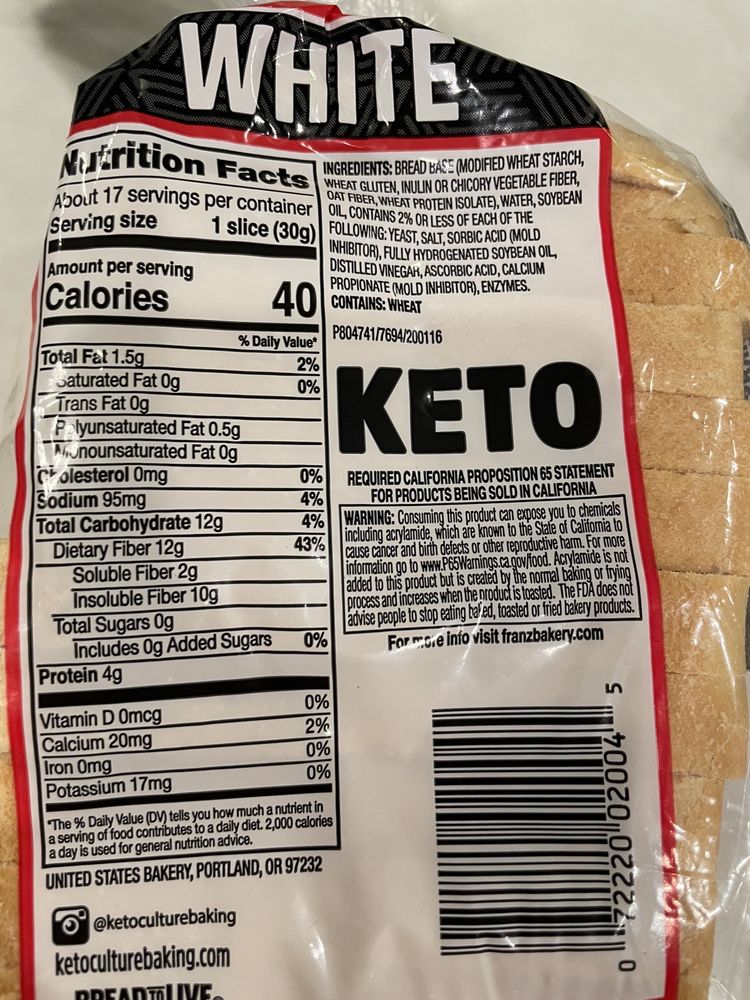 WHITE
Nutrition Facts
About 17 servings per container
Serving size 1 slice (30g)
Amount per serving
Calories 40
% Daily Value*
Total Fat 1.5g 2%
Saturated Fat 0g 0%
Trans Fat 0g
Polyunsaturated Fat 0.5g
Monounsaturated Fat 0g
Cholesterol 0mg 0%
Sodium 95mg 4%
Total Carbohydrate 12g 4%
Dietary Fiber 12g 43%
Soluble Fiber 2g
Insoluble Fiber 10g
Total Sugars 0g
Includes 0g Added Sugars 0%
Protein 4g
Vitamin D 0mcg 0%
Calcium 20mg 2%
Iron 0mg 0%
Potassium 17mg 0%
*The % Daily Value (DV) tells you how much a nutrient in
a serving of food contributes to a daily diet. 2,000 calories
a day is used for general nutrition advice.
UNITED STATES BAKERY, PORTLAND, OR 97232
@ketoculturebaking
ketoculturebaking.com
BREAD TO LIVE
INGREDIENTS: BREAD BASE (MODIFIED WHEAT STARCH,
WHEAT GLUTEN, INULIN OR CHICORY VEGETABLE FIBER,
OAT FIBER, WHEAT PROTEIN ISOLATE), WATER, SOYBEAN
OIL, CONTAINS 2% OR LESS OF EACH OF THE
FOLLOWING: YEAST, SALT, SORBIC ACID (MOLD
INHIBITOR), FULLY HYDROGENATED SOYBEAN OIL,
DISTILLED VINEGAR, ASCORBIC ACID, CALCIUM
PROPIONATE (MOLD INHIBITOR), ENZYMES.
CONTAINS: WHEAT
P804741/7694/200116
KETO
REQUIRED CALIFORNIA PROPOSITION 65 STATEMENT
FOR PRODUCTS BEING SOLD IN CALIFORNIA
WARNING: Consuming this product can expose you to chemicals
including acrylamide, which are known to the State of California to
cause cancer and birth defects or other reproductive harm. For more
information go to www.P65Warnings.ca.gov/food. Acrylamide is not
added to this product but is created by the normal baking or frying
process and increases when the product is toasted. The FDA does not
advise people to stop eating baked, toasted or fried bakery products.
For more info visit franzbakery.com
0 72220 02004 5